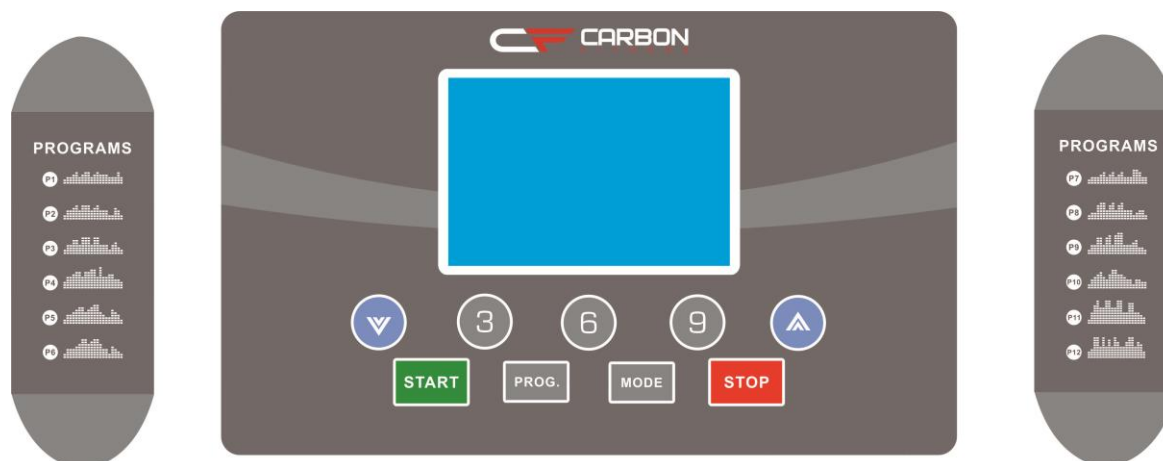 PROGRAMS
P1
P2
P3
P4
P5
P6
CARBON
3 6 9
START PROG. MODE STOP
PROGRAMS
P7
P8
P9
P10
P11
P12